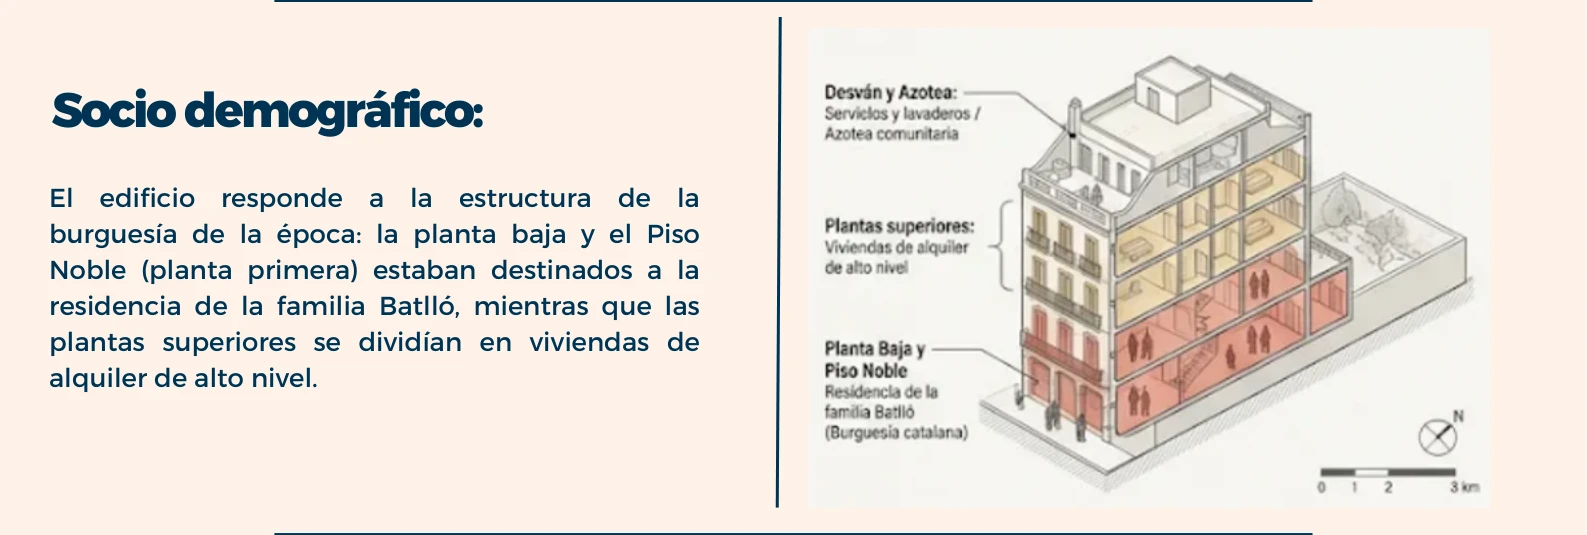 Socio demográfico:
El edificio responde a la estructura de la
burguesía de la época: la planta baja y el Piso
Noble (planta primera) estaban destinados a la
residencia de la familia Batlló, mientras que las
plantas superiores se dividían en viviendas de
alquiler de alto nivel.
Desván y Azotea:
Servicios y lavaderos /
Azotea comunitaria
Plantas superiores:
Viviendas de alquiler
de alto nivel
Planta Baja y
Piso Noble
Residencia de la
familia Batlló
(Burguesia catalana)
N
0 1 2 3 km